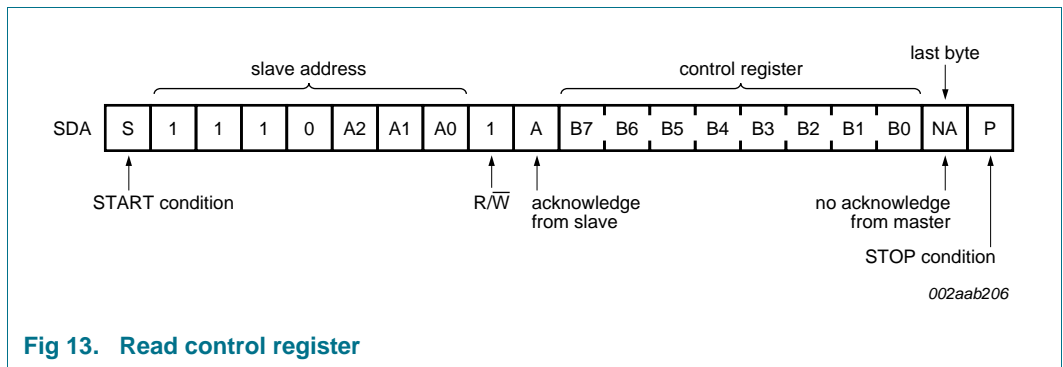 last byte
slave address control register
SDA S 1 1 1 0 A2 A1 A0 1 A B7 B6 B5 B4 B3 B2 B1 B0 NA P
START condition R/W̅ acknowledge from slave no acknowledge from master
STOP condition
002aab206
Fig 13. Read control register